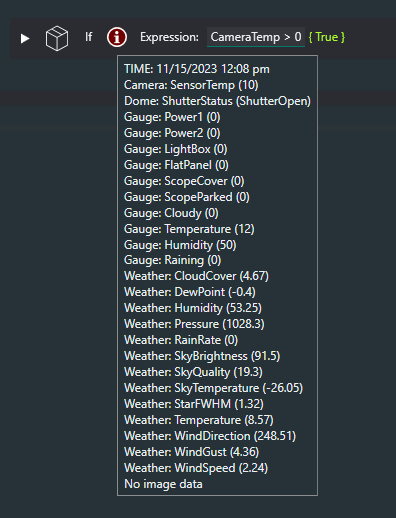 If Expression: CameraTemp > 0 { True }
TIME: 11/15/2023 12:08 pm
Camera: SensorTemp (10)
Dome: ShutterStatus (ShutterOpen)
Gauge: Power1 (0)
Gauge: Power2 (0)
Gauge: LightBox (0)
Gauge: FlatPanel (0)
Gauge: ScopeCover (0)
Gauge: ScopeParked (0)
Gauge: Cloudy (0)
Gauge: Temperature (12)
Gauge: Humidity (50)
Gauge: Raining (0)
Weather: CloudCover (4.67)
Weather: DewPoint (-0.4)
Weather: Humidity (53.25)
Weather: Pressure (1028.3)
Weather: RainRate (0)
Weather: SkyBrightness (91.5)
Weather: SkyQuality (19.3)
Weather: SkyTemperature (-26.05)
Weather: StarFWHM (1.32)
Weather: Temperature (8.57)
Weather: WindDirection (248.51)
Weather: WindGust (4.36)
Weather: WindSpeed (2.24)
No image data